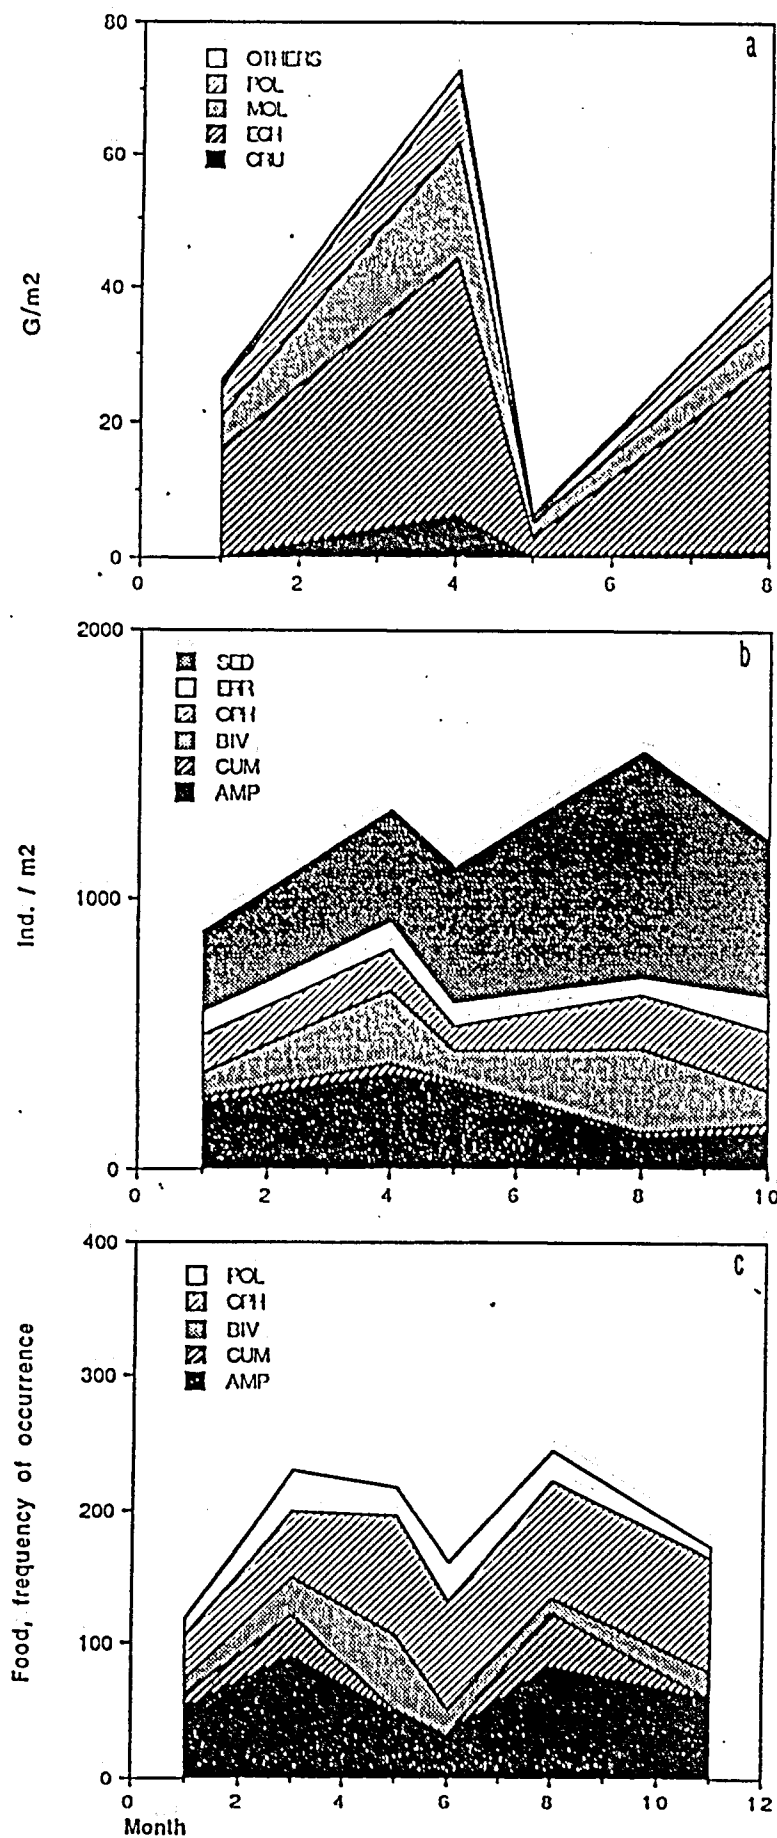 80
a
OTHERS
POL
MOL
ECH
CRU
60
40
20
0
G/m2
0 2 4 6 8
2000
b
SED
ERR
OPH
BIV
CUM
AMP
1000
0
Ind. / m2
0 2 4 6 8 10
400
c
POL
OPH
BIV
CUM
AMP
300
200
100
0
Food, frequency of occurrence
0 2 4 6 8 10 12
Month